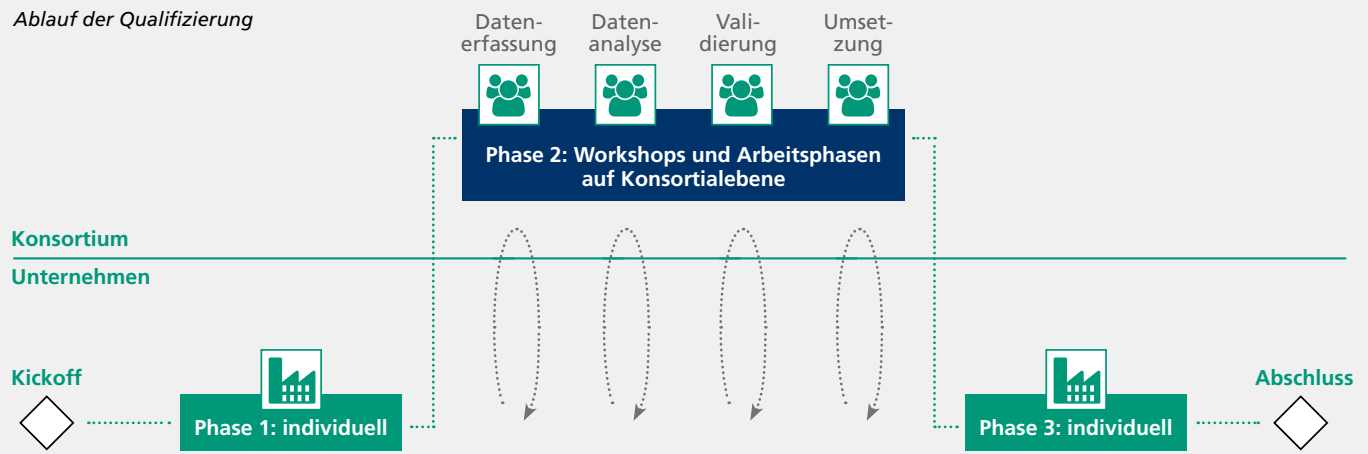 Ablauf der Qualifizierung
Daten-
erfassung
Daten-
analyse
Vali-
dierung
Umset-
zung
Phase 2: Workshops und Arbeitsphasen
auf Konsortialebene
Konsortium
Unternehmen
Kickoff
Phase 1: individuell
Phase 3: individuell
Abschluss